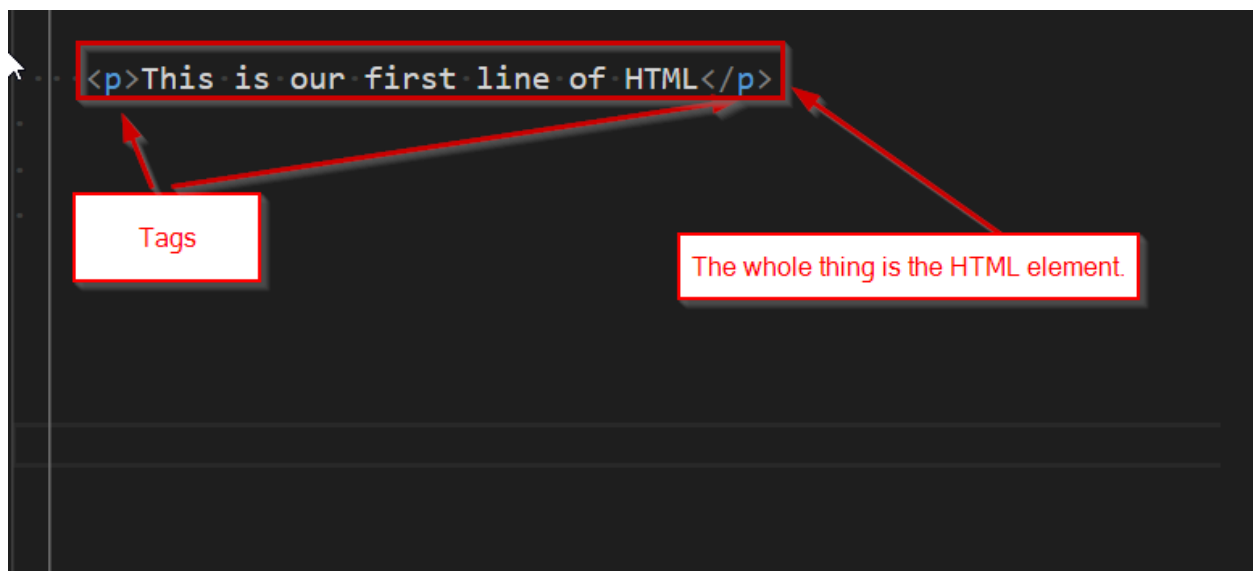 <p>This is our first line of HTML</p>
Tags
The whole thing is the HTML element.